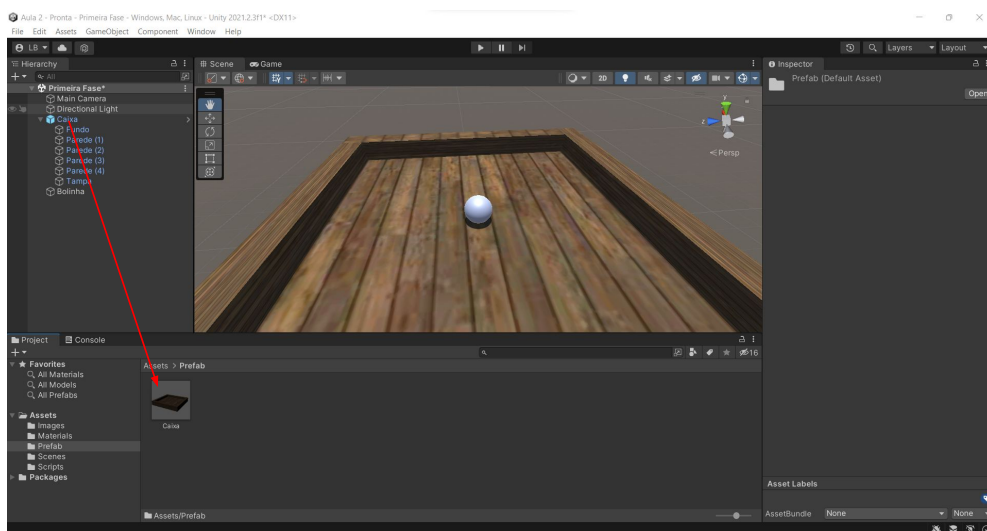 Aula 2 - Pronta - Primeira Fase - Windows, Mac, Linux - Unity 2021.2.3f1* <DX11>
File Edit Assets GameObject Component Window Help
LB Layers Layout
Hierarchy Scene Game Inspector
All 2D Prefab (Default Asset)
Primeira Fase* Open
Main Camera
Directional Light
Caixa
Fundo
Parede (1)
Parede (2)
Parede (3)
Parede (4)
Tampa
Bolinha
y
z
Persp
Project Console
16
Favorites Assets > Prefab
All Materials
All Models
All Prefabs
Assets
Images Caixa
Materials
Prefab
Scenes
Scripts
Packages
Asset Labels
Assets/Prefab AssetBundle None None